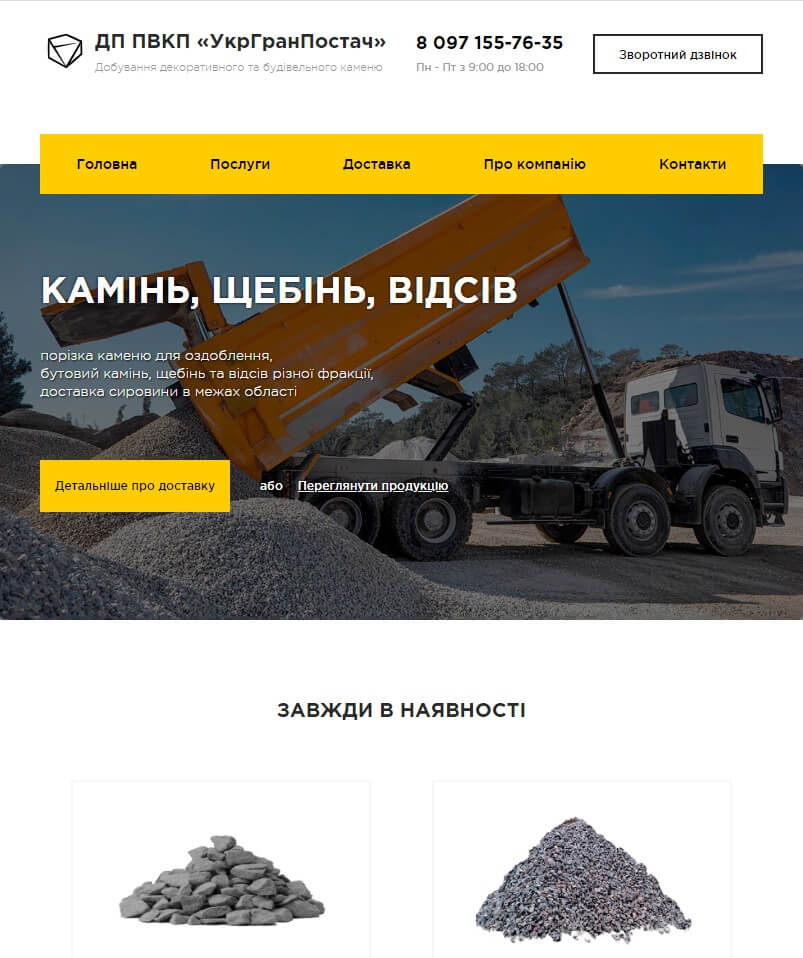 ДП ПВКП «УкрГранПостач»
Добування декоративного та будівельного каменю
8 097 155-76-35
Пн - Пт з 9:00 до 18:00
Зворотний дзвінок
Головна
Послуги
Доставка
Про компанію
Контакти
КАМІНЬ, ЩЕБІНЬ, ВІДСІВ
порізка каменю для оздоблення,
бутовий камінь, щебінь та відсів різної фракції,
доставка сировини в межах області
Детальніше про доставку
або Переглянути продукцію
ЗАВЖДИ В НАЯВНОСТІ